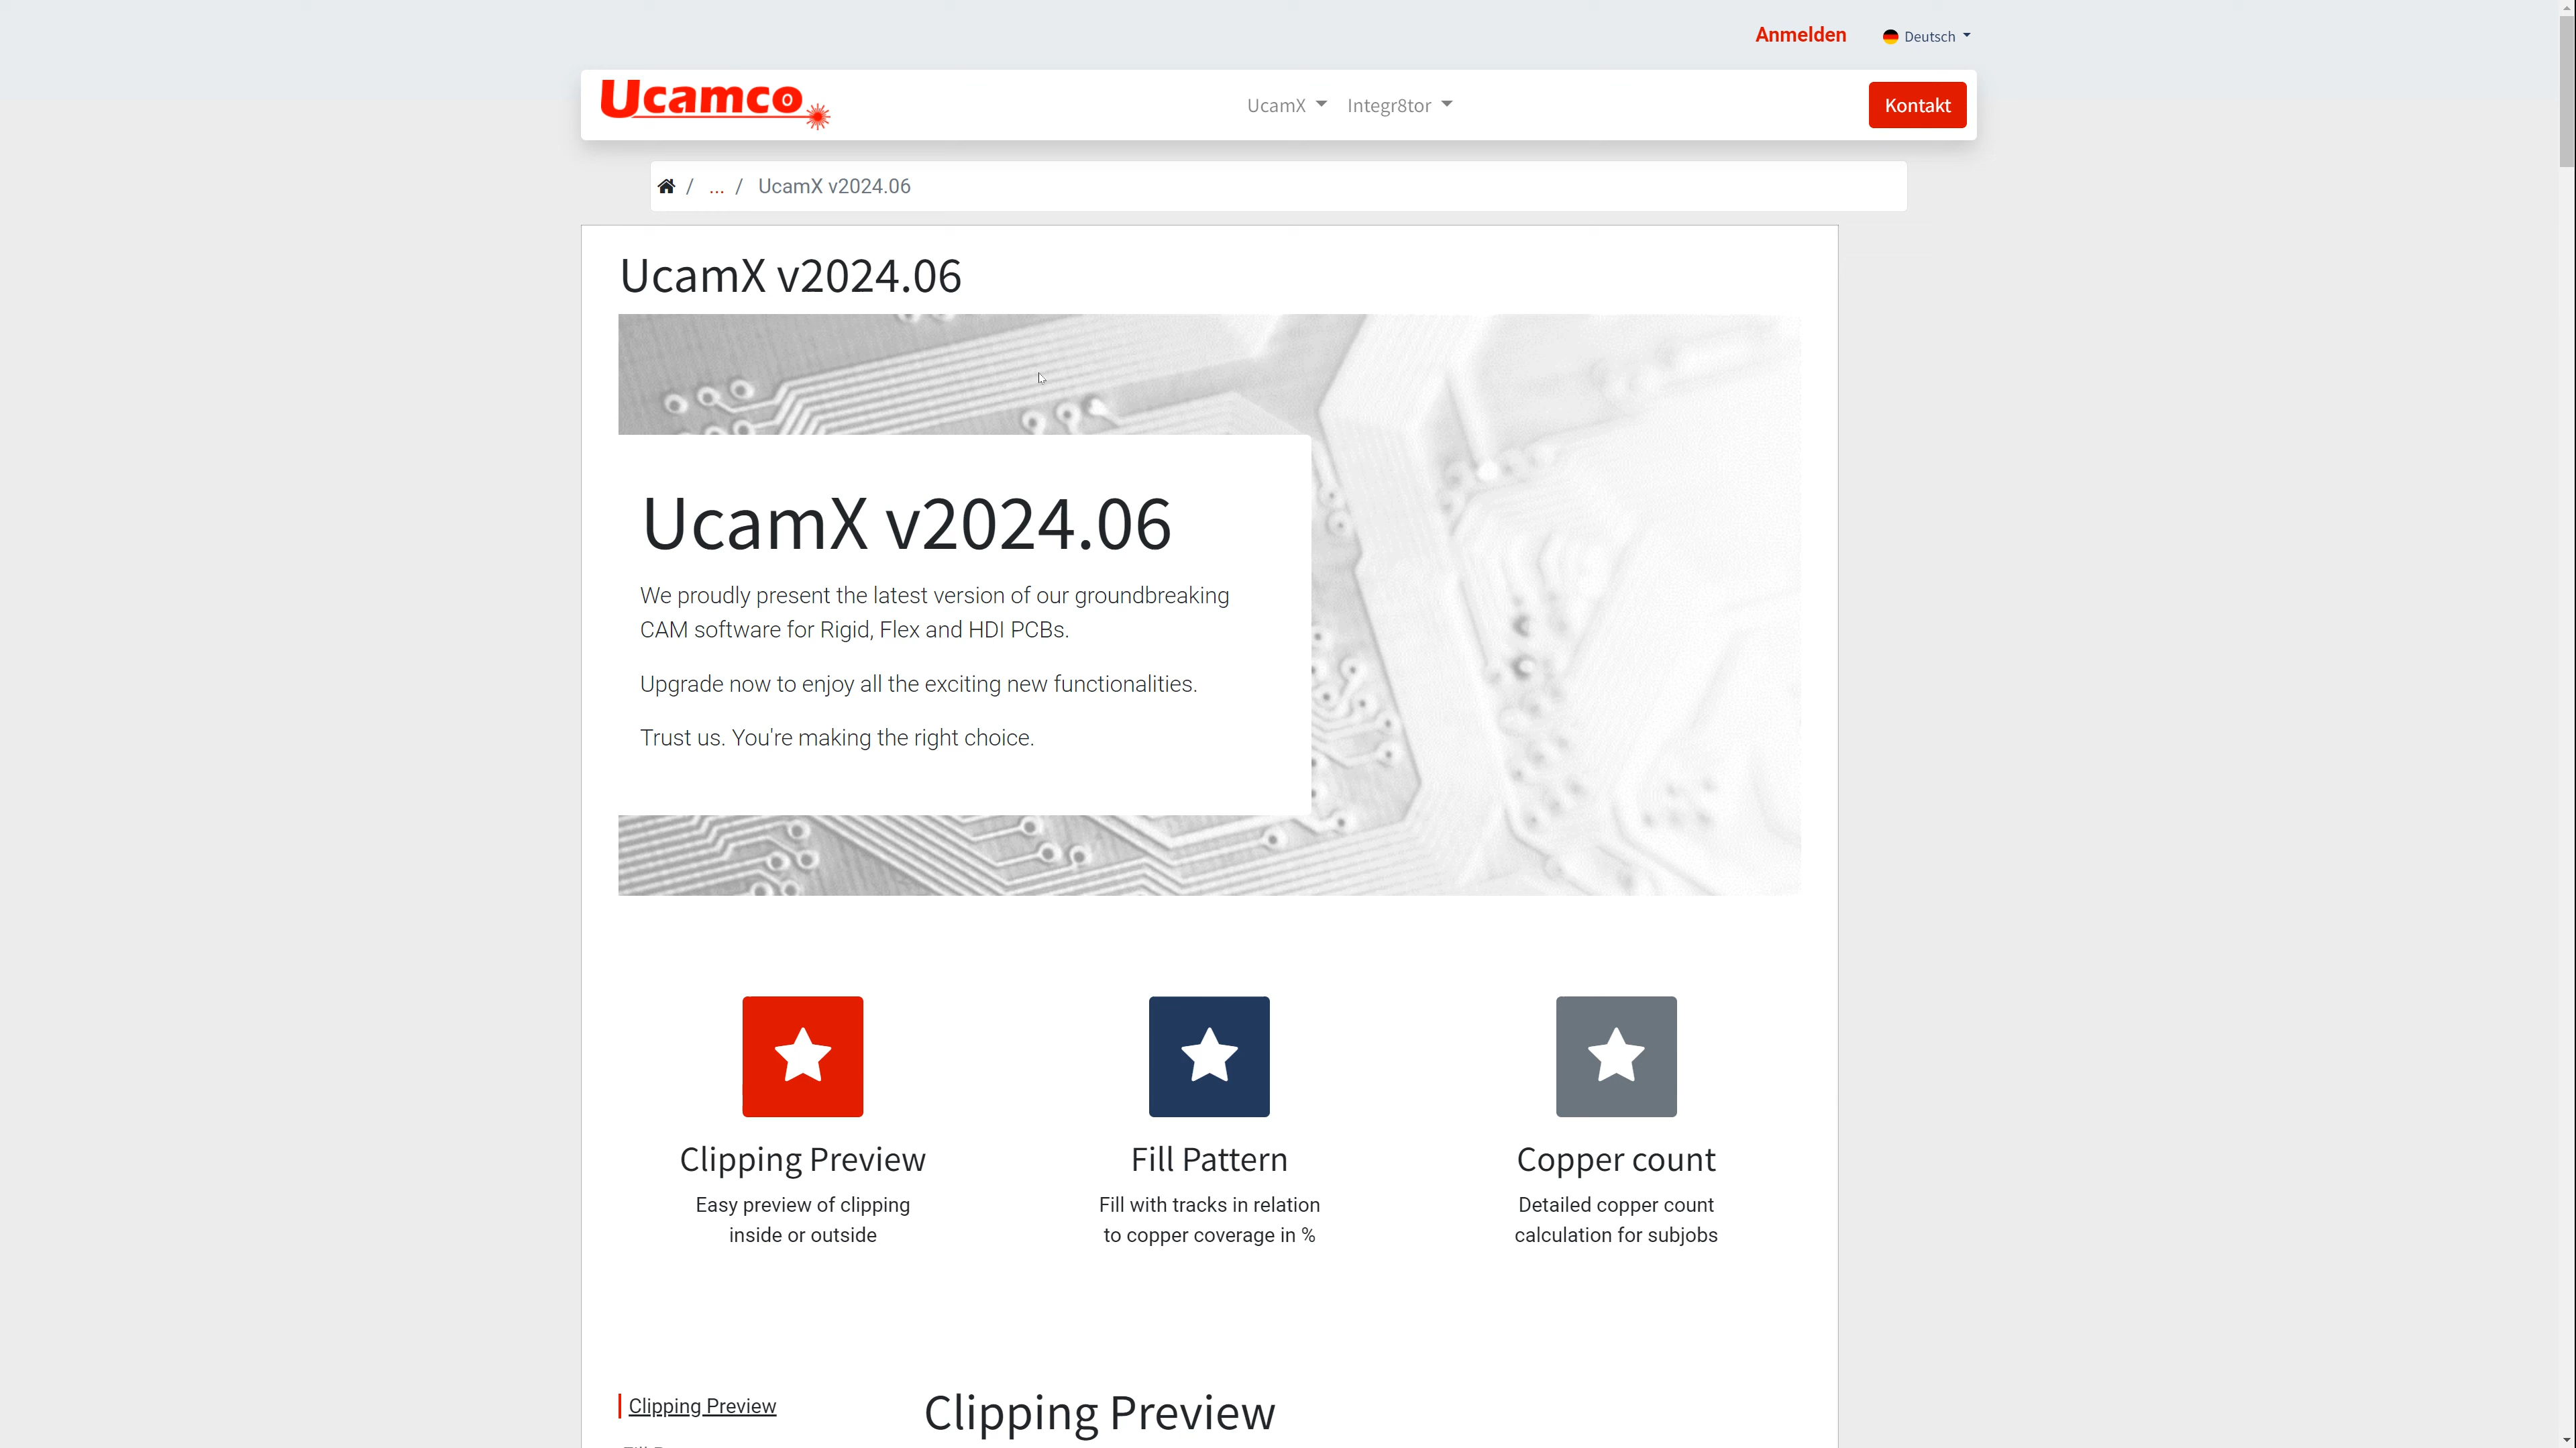 Anmelden
Deutsch
Ucamco
UcamX
Integr8tor
Kontakt
/ ... / UcamX v2024.06
UcamX v2024.06
UcamX v2024.06
We proudly present the latest version of our groundbreaking
CAM software for Rigid, Flex and HDI PCBs.
Upgrade now to enjoy all the exciting new functionalities.
Trust us. You're making the right choice.
Clipping Preview
Easy preview of clipping
inside or outside
Fill Pattern
Fill with tracks in relation
to copper coverage in %
Copper count
Detailed copper count
calculation for subjobs
Clipping Preview
Clipping Preview